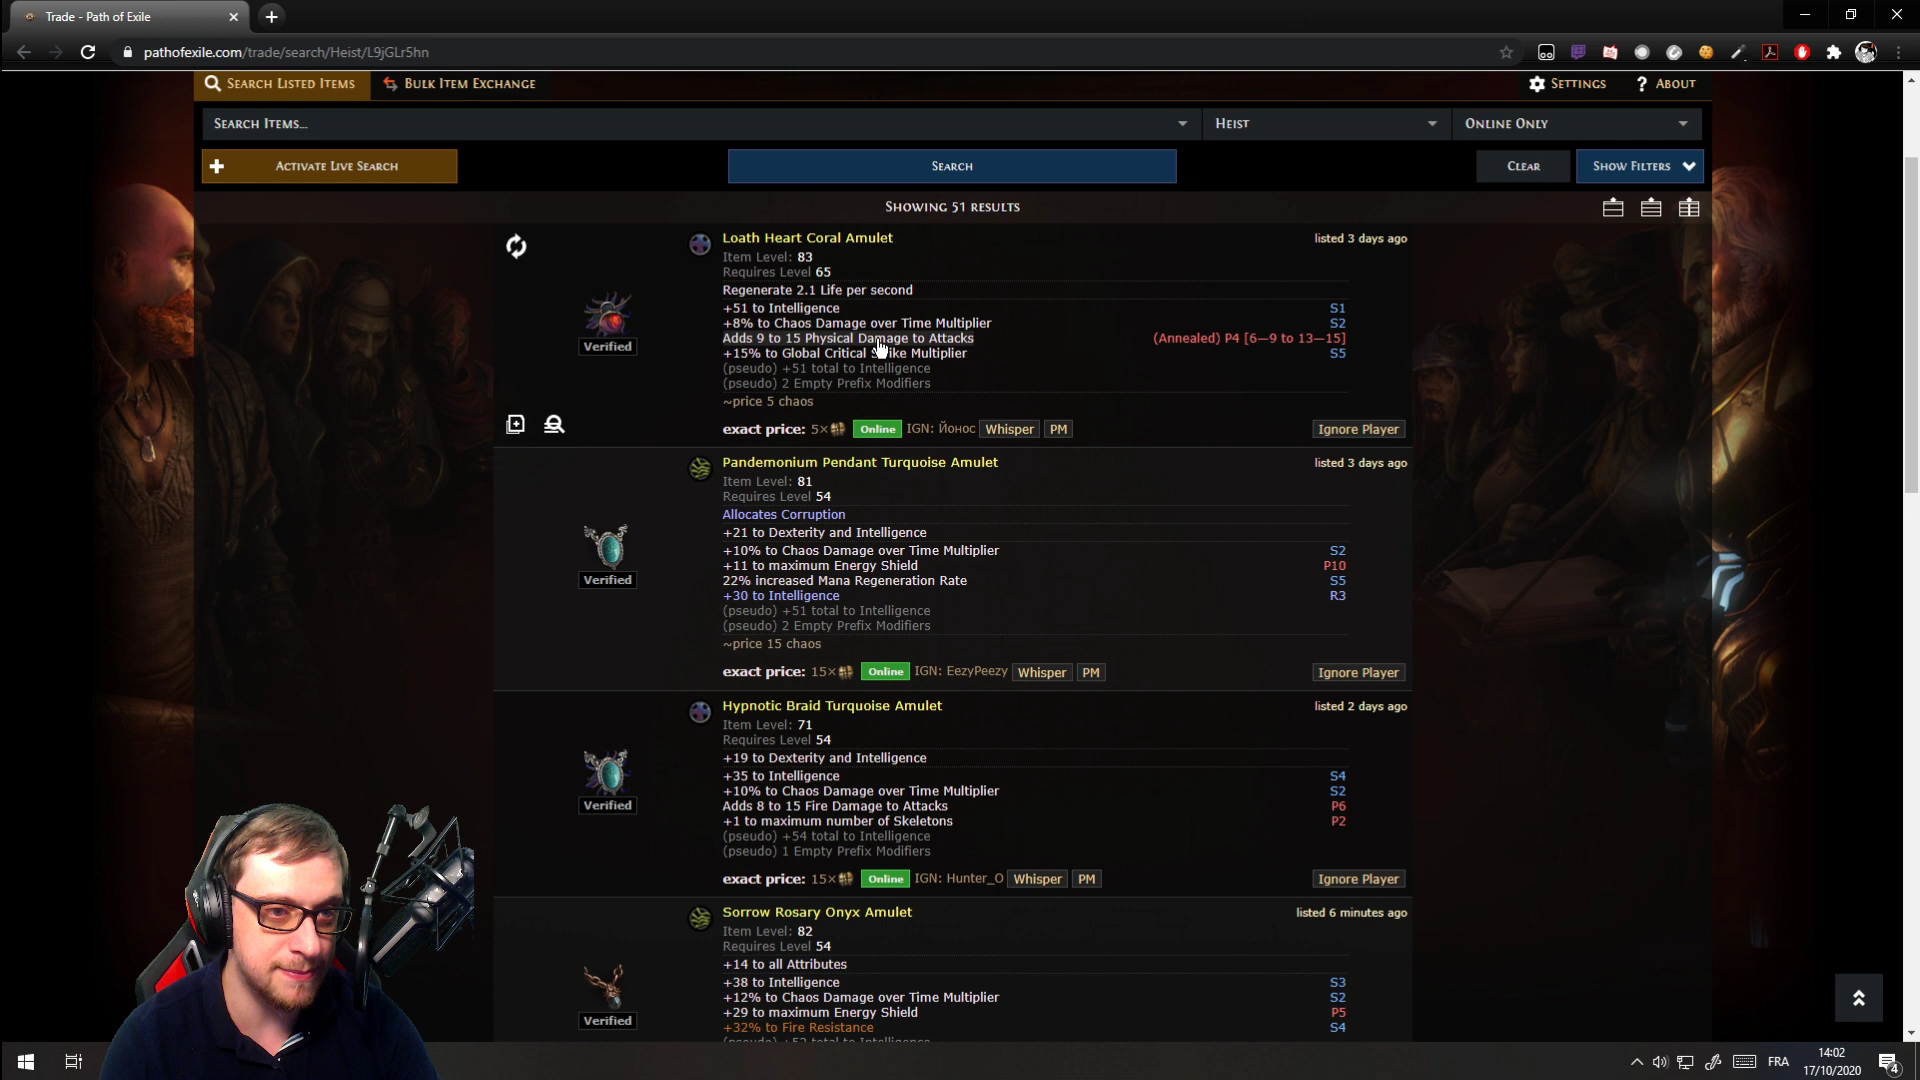 Trade - Path of Exile
pathofexile.com/trade/search/Heist/L9jGLr5hn
Search Listed Items
Bulk Item Exchange
Settings
? About
Search Items...
Heist
Online Only
Activate Live Search
Search
Clear
Show Filters
Showing 51 results
Loath Heart Coral Amulet
listed 3 days ago
Item Level: 83
Requires Level 65
Regenerate 2.1 Life per second
+51 to Intelligence S1
+8% to Chaos Damage over Time Multiplier S2
Adds 9 to 15 Physical Damage to Attacks (Annealed) P4 [6—9 to 13—15]
+15% to Global Critical Strike Multiplier S5
(pseudo) +51 total to Intelligence
(pseudo) 2 Empty Prefix Modifiers
~price 5 chaos
Verified
exact price: 5× Online IGN: Йонос Whisper PM Ignore Player
Pandemonium Pendant Turquoise Amulet
listed 3 days ago
Item Level: 81
Requires Level 54
Allocates Corruption
+21 to Dexterity and Intelligence
+10% to Chaos Damage over Time Multiplier S2
+11 to maximum Energy Shield P10
22% increased Mana Regeneration Rate S5
+30 to Intelligence R3
(pseudo) +51 total to Intelligence
(pseudo) 2 Empty Prefix Modifiers
~price 15 chaos
Verified
exact price: 15× Online IGN: EezyPeezy Whisper PM Ignore Player
Hypnotic Braid Turquoise Amulet
listed 2 days ago
Item Level: 71
Requires Level 54
+19 to Dexterity and Intelligence
+35 to Intelligence S4
+10% to Chaos Damage over Time Multiplier S2
Adds 8 to 15 Fire Damage to Attacks P6
+1 to maximum number of Skeletons P2
(pseudo) +54 total to Intelligence
(pseudo) 1 Empty Prefix Modifiers
Verified
exact price: 15× Online IGN: Hunter_O Whisper PM Ignore Player
Sorrow Rosary Onyx Amulet
listed 6 minutes ago
Item Level: 82
Requires Level 54
+14 to all Attributes
+38 to Intelligence S3
+12% to Chaos Damage over Time Multiplier S2
+29 to maximum Energy Shield P5
+32% to Fire Resistance S4
(pseudo) +52 total to Intelligence
Verified
FRA
14:02
17/10/2020
4